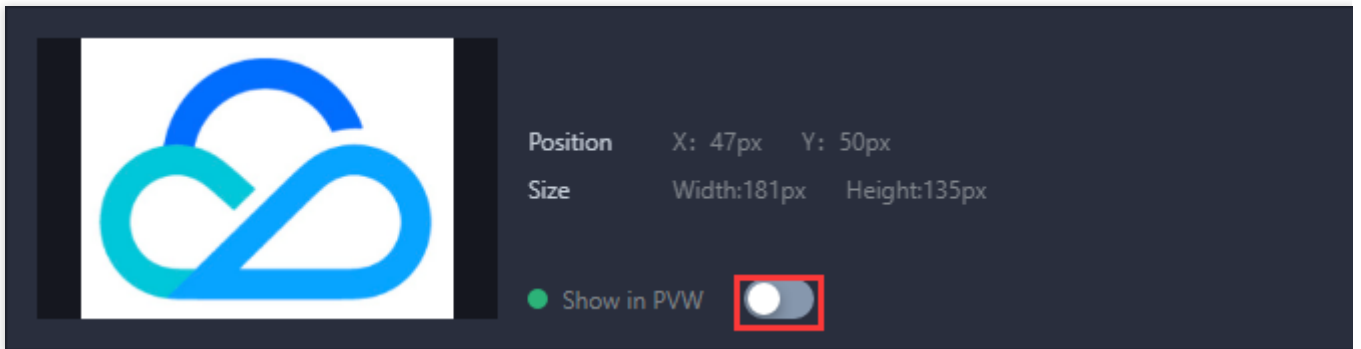 Position X: 47px Y: 50px
Size Width:181px Height:135px
Show in PVW